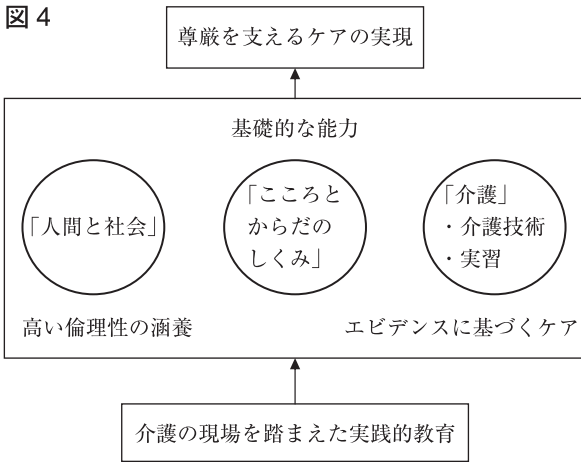 図4
尊厳を支えるケアの実現
基礎的な能力
「人間と社会」
「こころと
からだの
しくみ」
「介護」
・介護技術
・実習
高い倫理性の涵養
エビデンスに基づくケア
介護の現場を踏まえた実践的教育